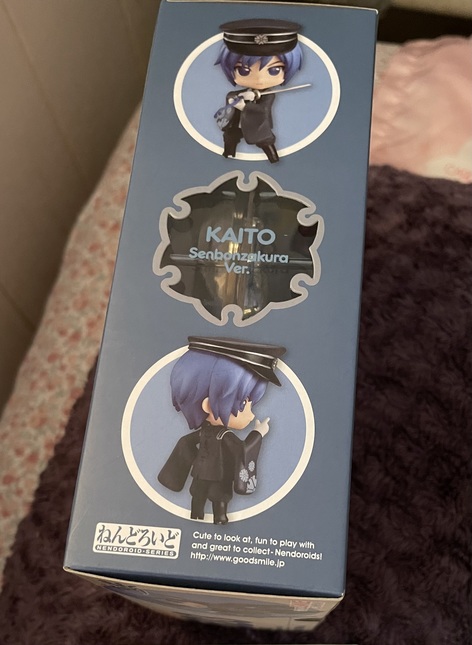 KAITO
Senbonzakura
Ver.
ねんどろいど
NENDOROID-SERIES
Cute to look at, fun to play with
and great to collect - Nendoroids!
http://www.goodsmile.jp